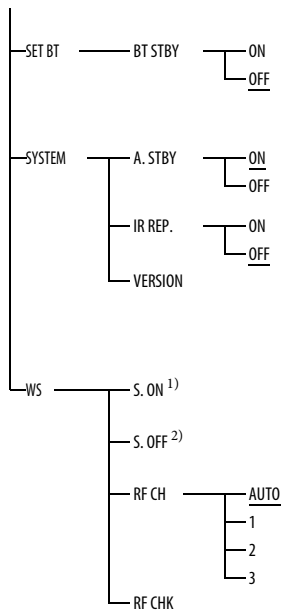 SET BT BT STBY ON
OFF
SYSTEM A. STBY ON
OFF
IR REP. ON
OFF
VERSION
WS S. ON 1)
S. OFF 2)
RF CH AUTO
1
2
3
RF CHK